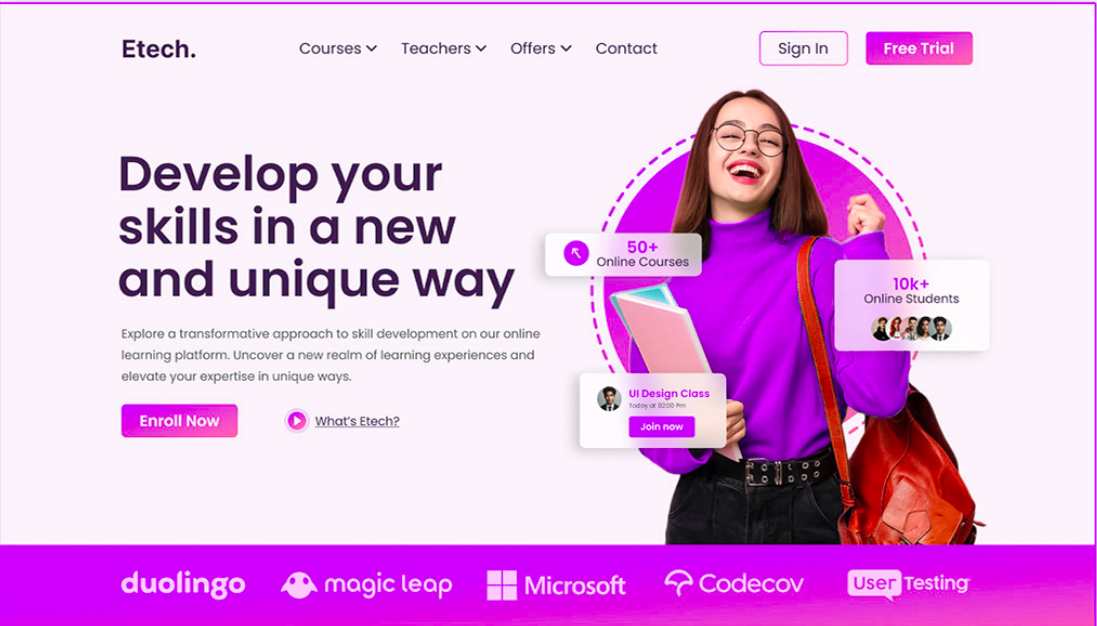 Etech.
Courses
Teachers
Offers
Contact
Sign In
Free Trial
Develop your
skills in a new
and unique way
Explore a transformative approach to skill development on our online
learning platform. Uncover a new realm of learning experiences and
elevate your expertise in unique ways.
Enroll Now
What's Etech?
50+
Online Courses
10k+
Online Students
UI Design Class
Today at 02:00 Pm
Join now
duolingo
magic leap
Microsoft
Codecov
UserTesting